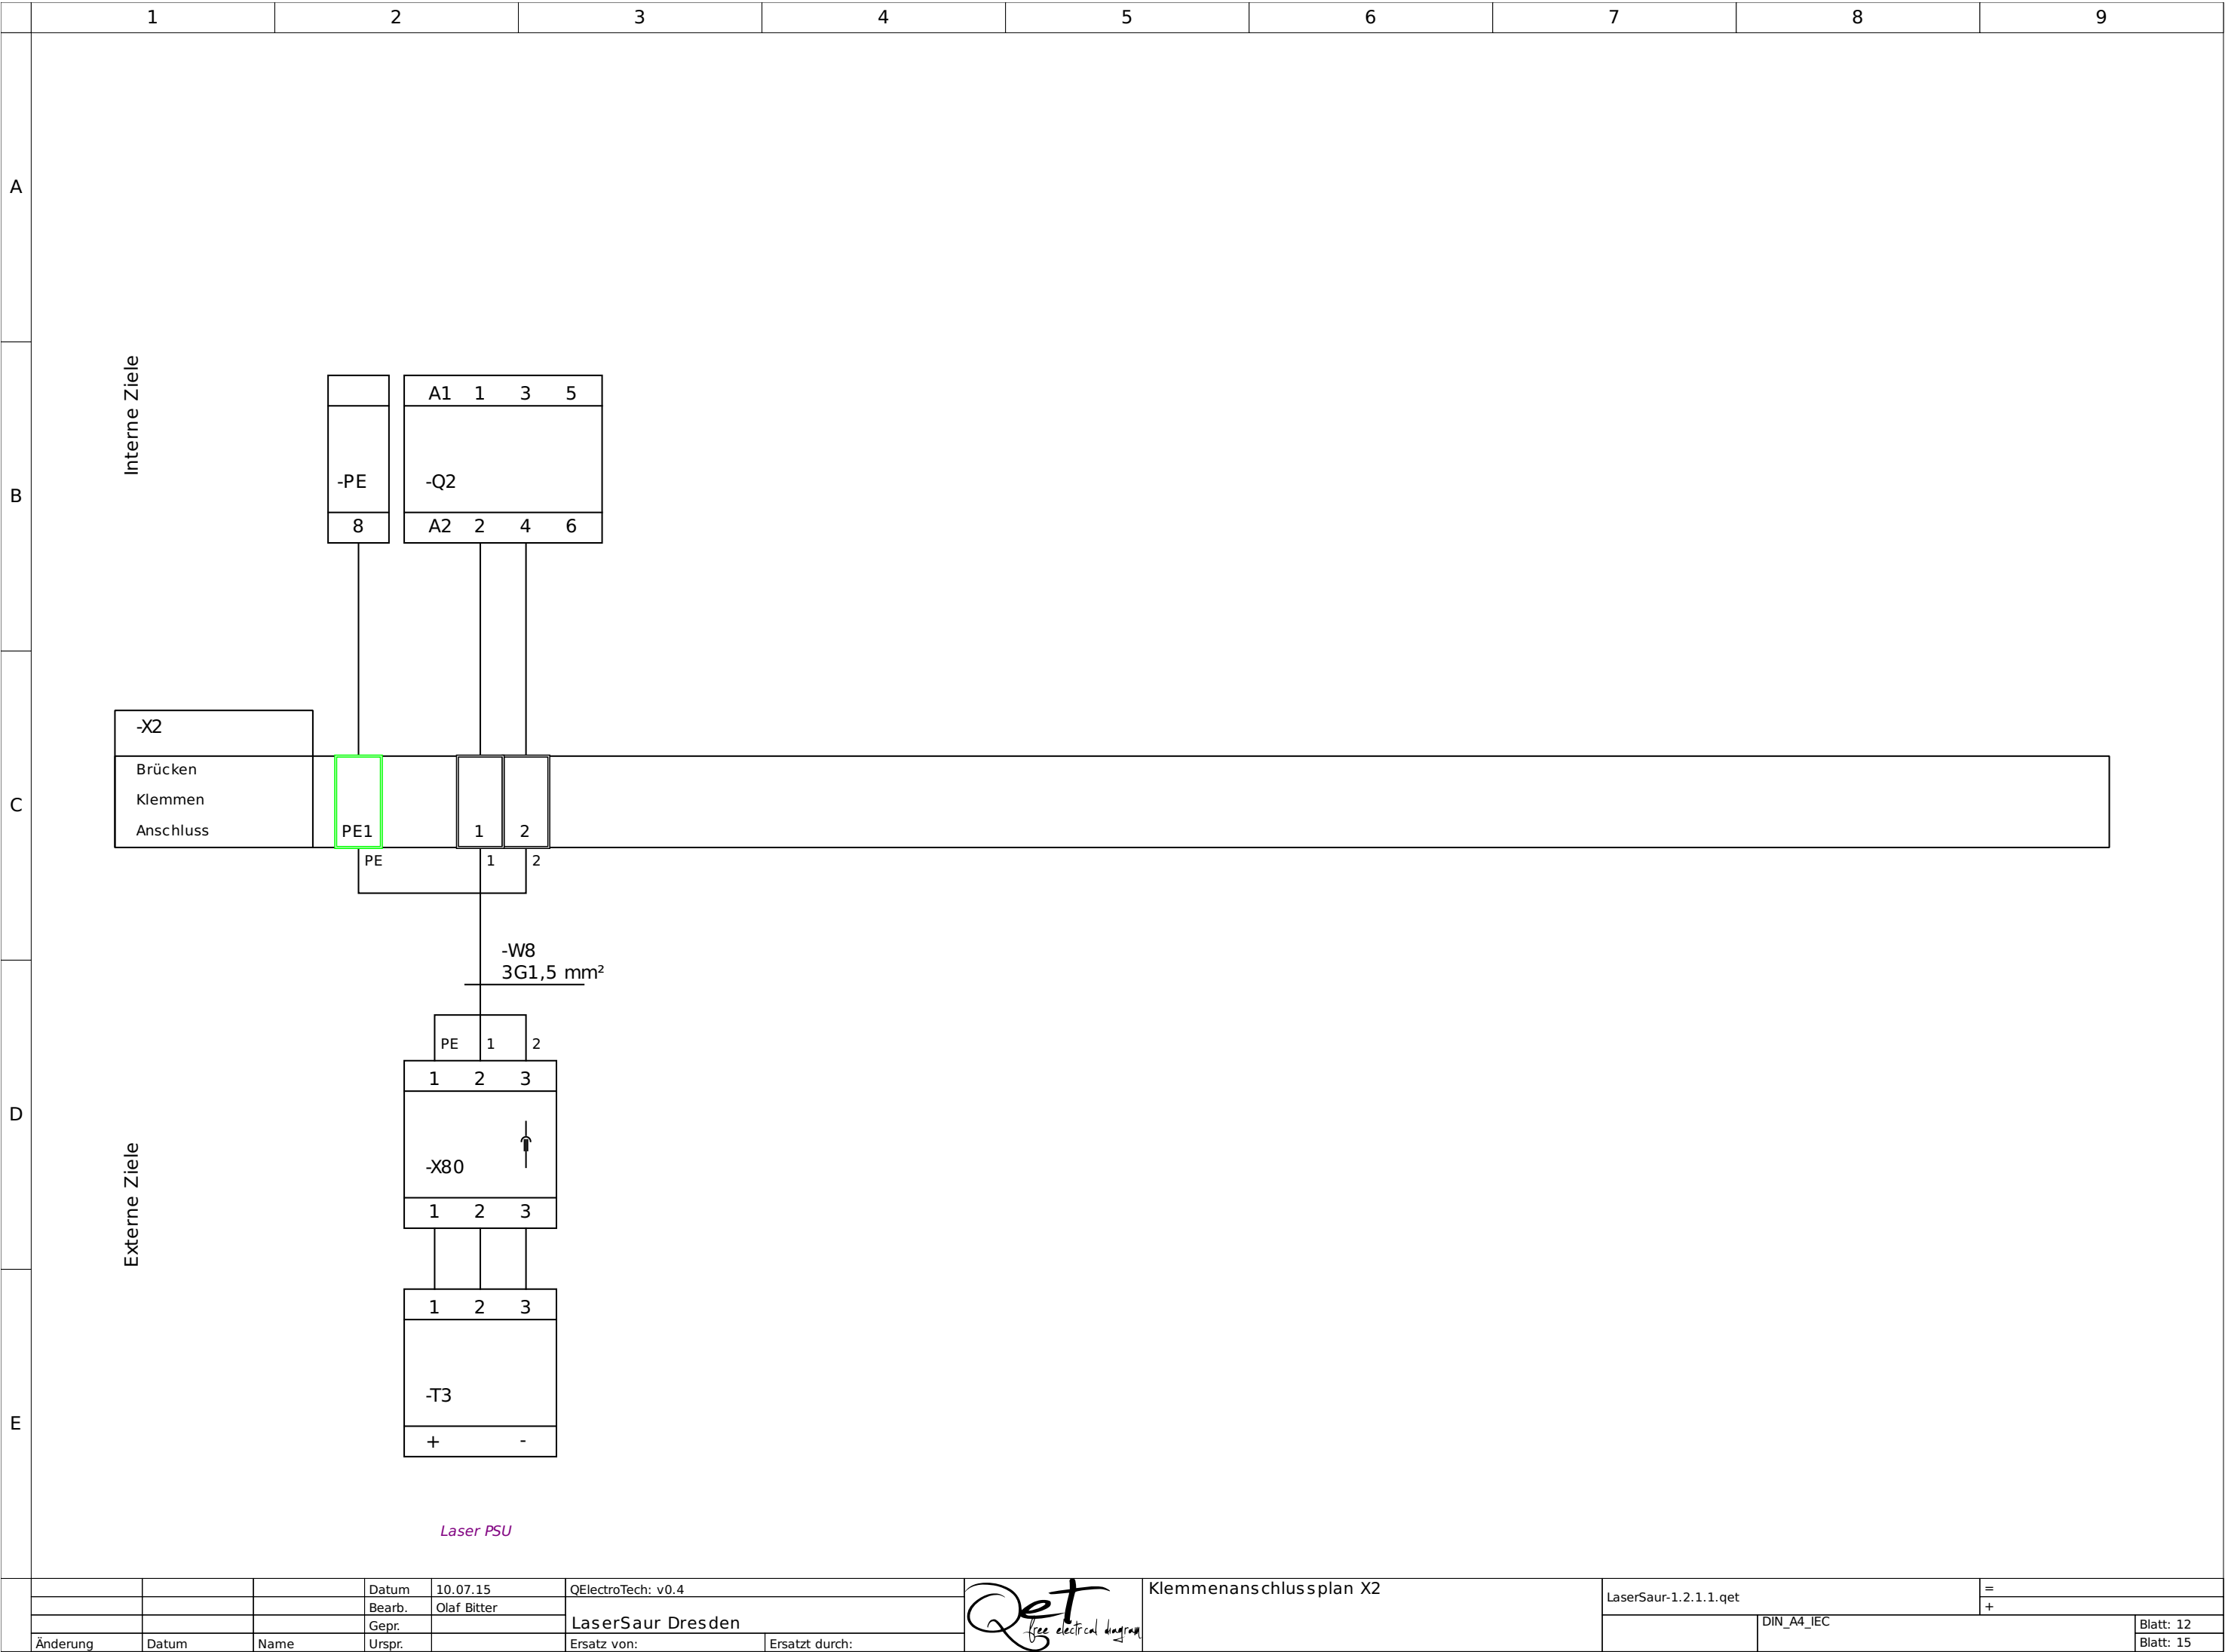 1 2 3 4 5 6 7 8 9
A
Interne Ziele
A1 1 3 5
B
-PE -Q2
8 A2 2 4 6
-X2
Brücken
Klemmen
C
Anschluss PE1 1 2
PE 1 2
-W8
3G1,5 mm²
PE 1 2
1 2 3
D
Externe Ziele
-X80
1 2 3
1 2 3
-T3
E
+ -
Laser PSU
Datum 10.07.15 QElectroTech: v0.4
Bearb. Olaf Bitter
Gepr. LaserSaur Dresden
Änderung Datum Name Urspr. Ersatz von: Ersatzt durch:
Qet
free electrical diagram
Klemmenanschlussplan X2
LaserSaur-1.2.1.1.qet
=
+
DIN_A4_IEC
Blatt: 12
Blatt: 15